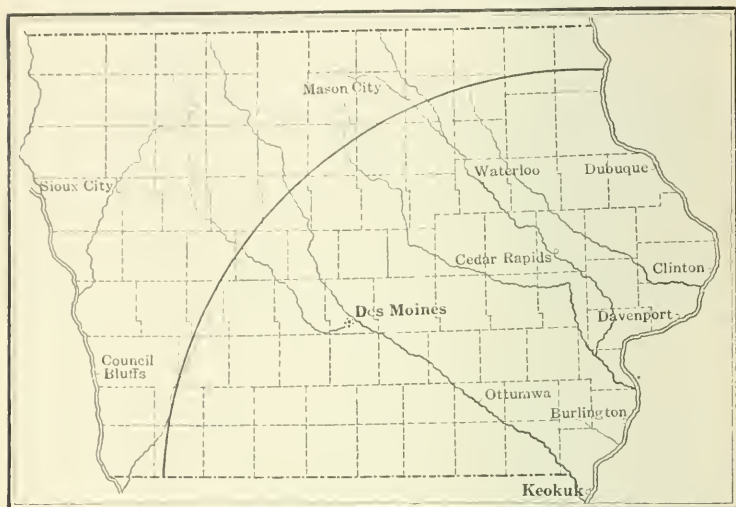 Mason City
Waterloo
Dubuque
Sioux City
Cedar Rapids
Clinton
Des Moines
Davenport
Council
Bluffs
Ottumwa
Burlington
Keokuk